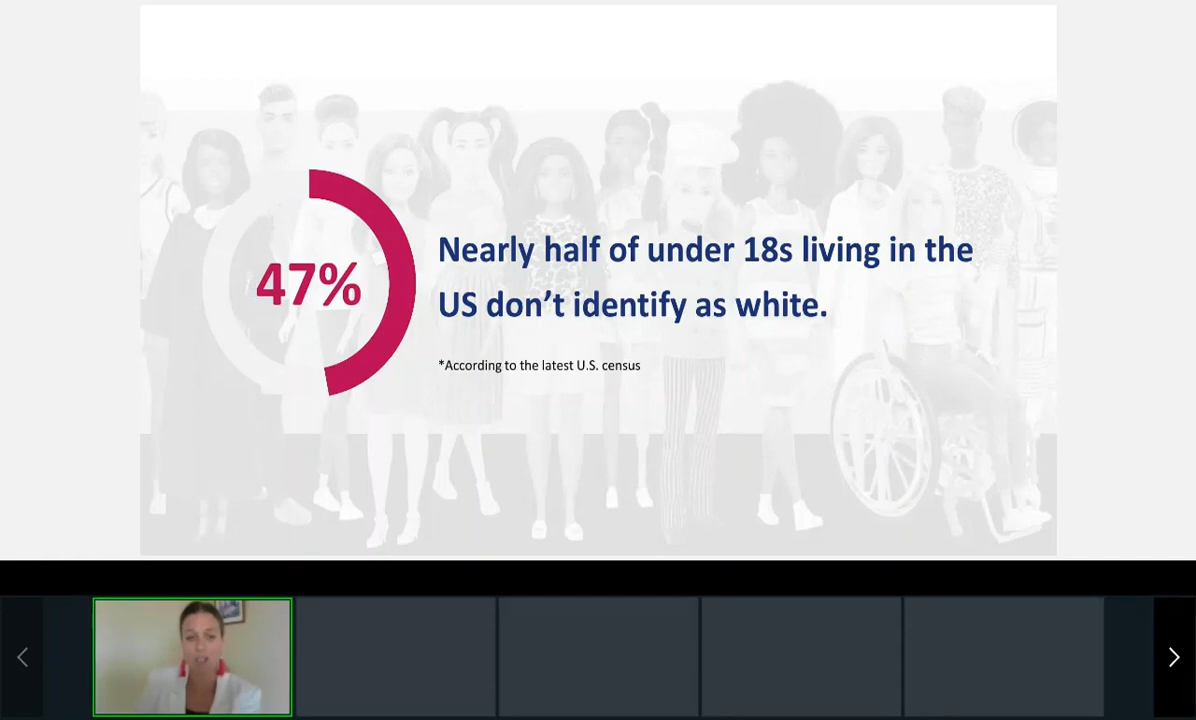 47%
Nearly half of under 18s living in the
US don't identify as white.
*According to the latest U.S. census